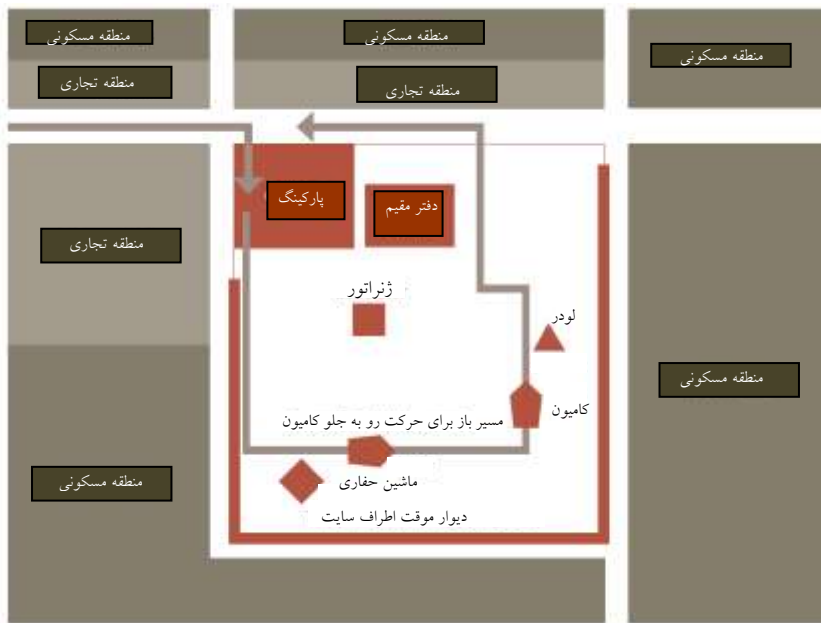 منطقه مسکونی
منطقه مسکونی
منطقه مسکونی
منطقه تجاری
منطقه تجاری
پارکینگ
دفتر مقیم
منطقه تجاری
ژنراتور
لودر
منطقه مسکونی
کامیون
مسیر باز برای حرکت رو به جلو کامیون
منطقه مسکونی
ماشین حفاری
دیوار موقت اطراف سایت